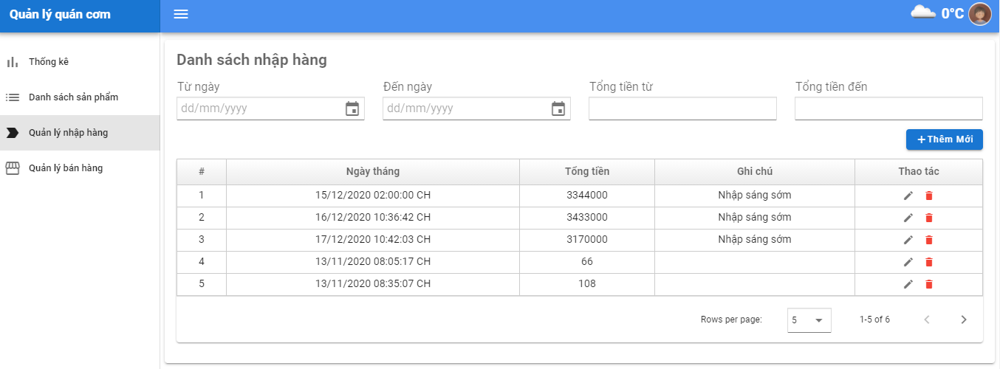 Quản lý quán cơm
0°C
Thống kê
Danh sách sản phẩm
Quản lý nhập hàng
Quản lý bán hàng
Danh sách nhập hàng
Từ ngày Đến ngày Tổng tiền từ Tổng tiền đến
dd/mm/yyyy dd/mm/yyyy
+Thêm Mới
# Ngày tháng Tổng tiền Ghi chú Thao tác
1 15/12/2020 02:00:00 CH 3344000 Nhập sáng sớm
2 16/12/2020 10:36:42 CH 3433000 Nhập sáng sớm
3 17/12/2020 10:42:03 CH 3170000 Nhập sáng sớm
4 13/11/2020 08:05:17 CH 66
5 13/11/2020 08:35:07 CH 108
Rows per page: 5 1-5 of 6